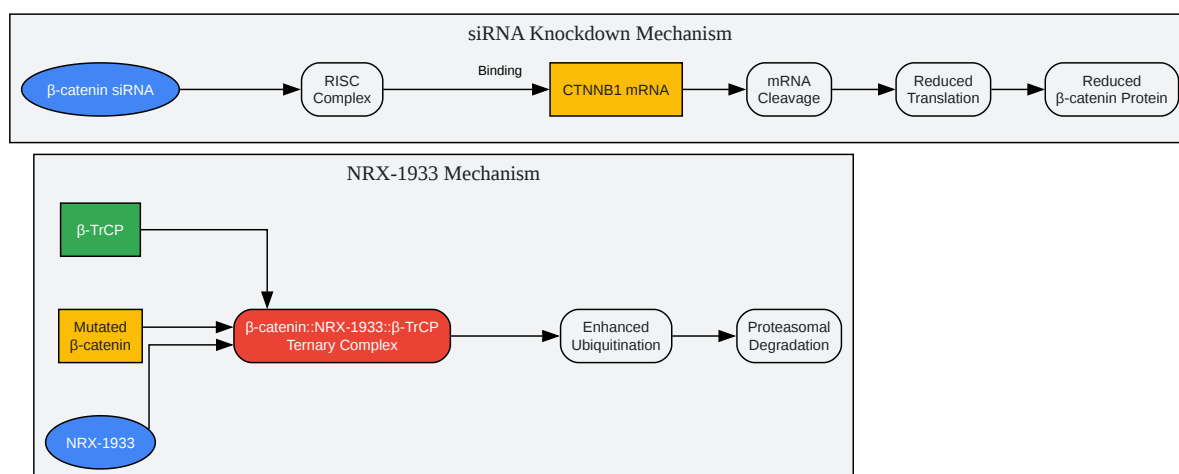 siRNA Knockdown Mechanism
β-catenin siRNA
RISC
Complex
Binding
CTNNB1 mRNA
mRNA
Cleavage
Reduced
Translation
Reduced
β-catenin Protein
NRX-1933 Mechanism
β-TrCP
Mutated
β-catenin
NRX-1933
β-catenin::NRX-1933::β-TrCP
Ternary Complex
Enhanced
Ubiquitination
Proteasomal
Degradation